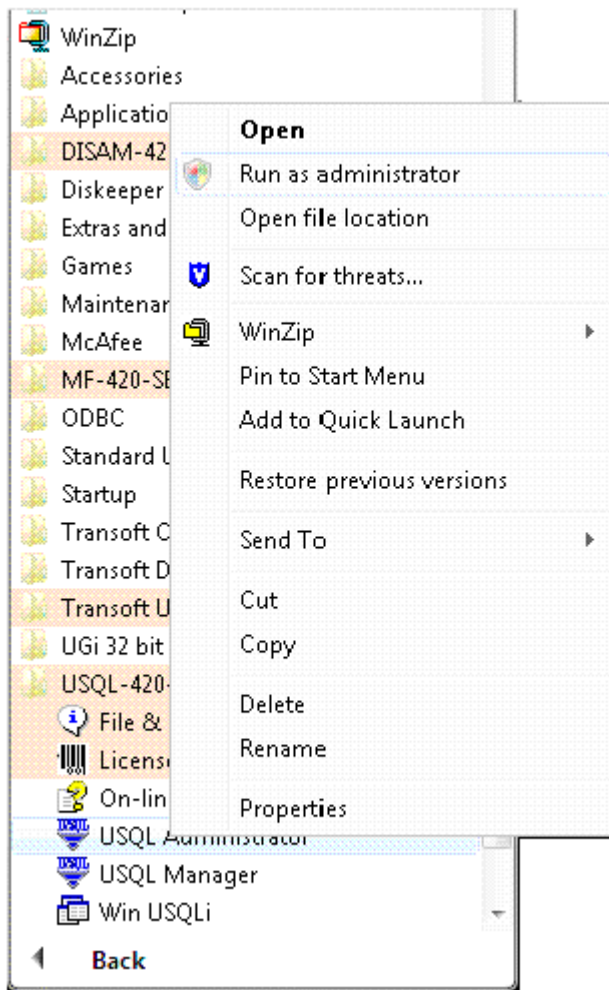 WinZip
Accessories
Applicatio
DISAM-42
Diskeeper
Extras and
Games
Maintenan
McAfee
MF-420-SE
ODBC
Standard U
Startup
Transoft C
Transoft D
Transoft U
UGi 32 bit
USQL-420-
File &
License
On-lin
USQL Administrator
USQL Manager
Win USQLi
Back
Open
Run as administrator
Open file location
Scan for threats...
WinZip
Pin to Start Menu
Add to Quick Launch
Restore previous versions
Send To
Cut
Copy
Delete
Rename
Properties